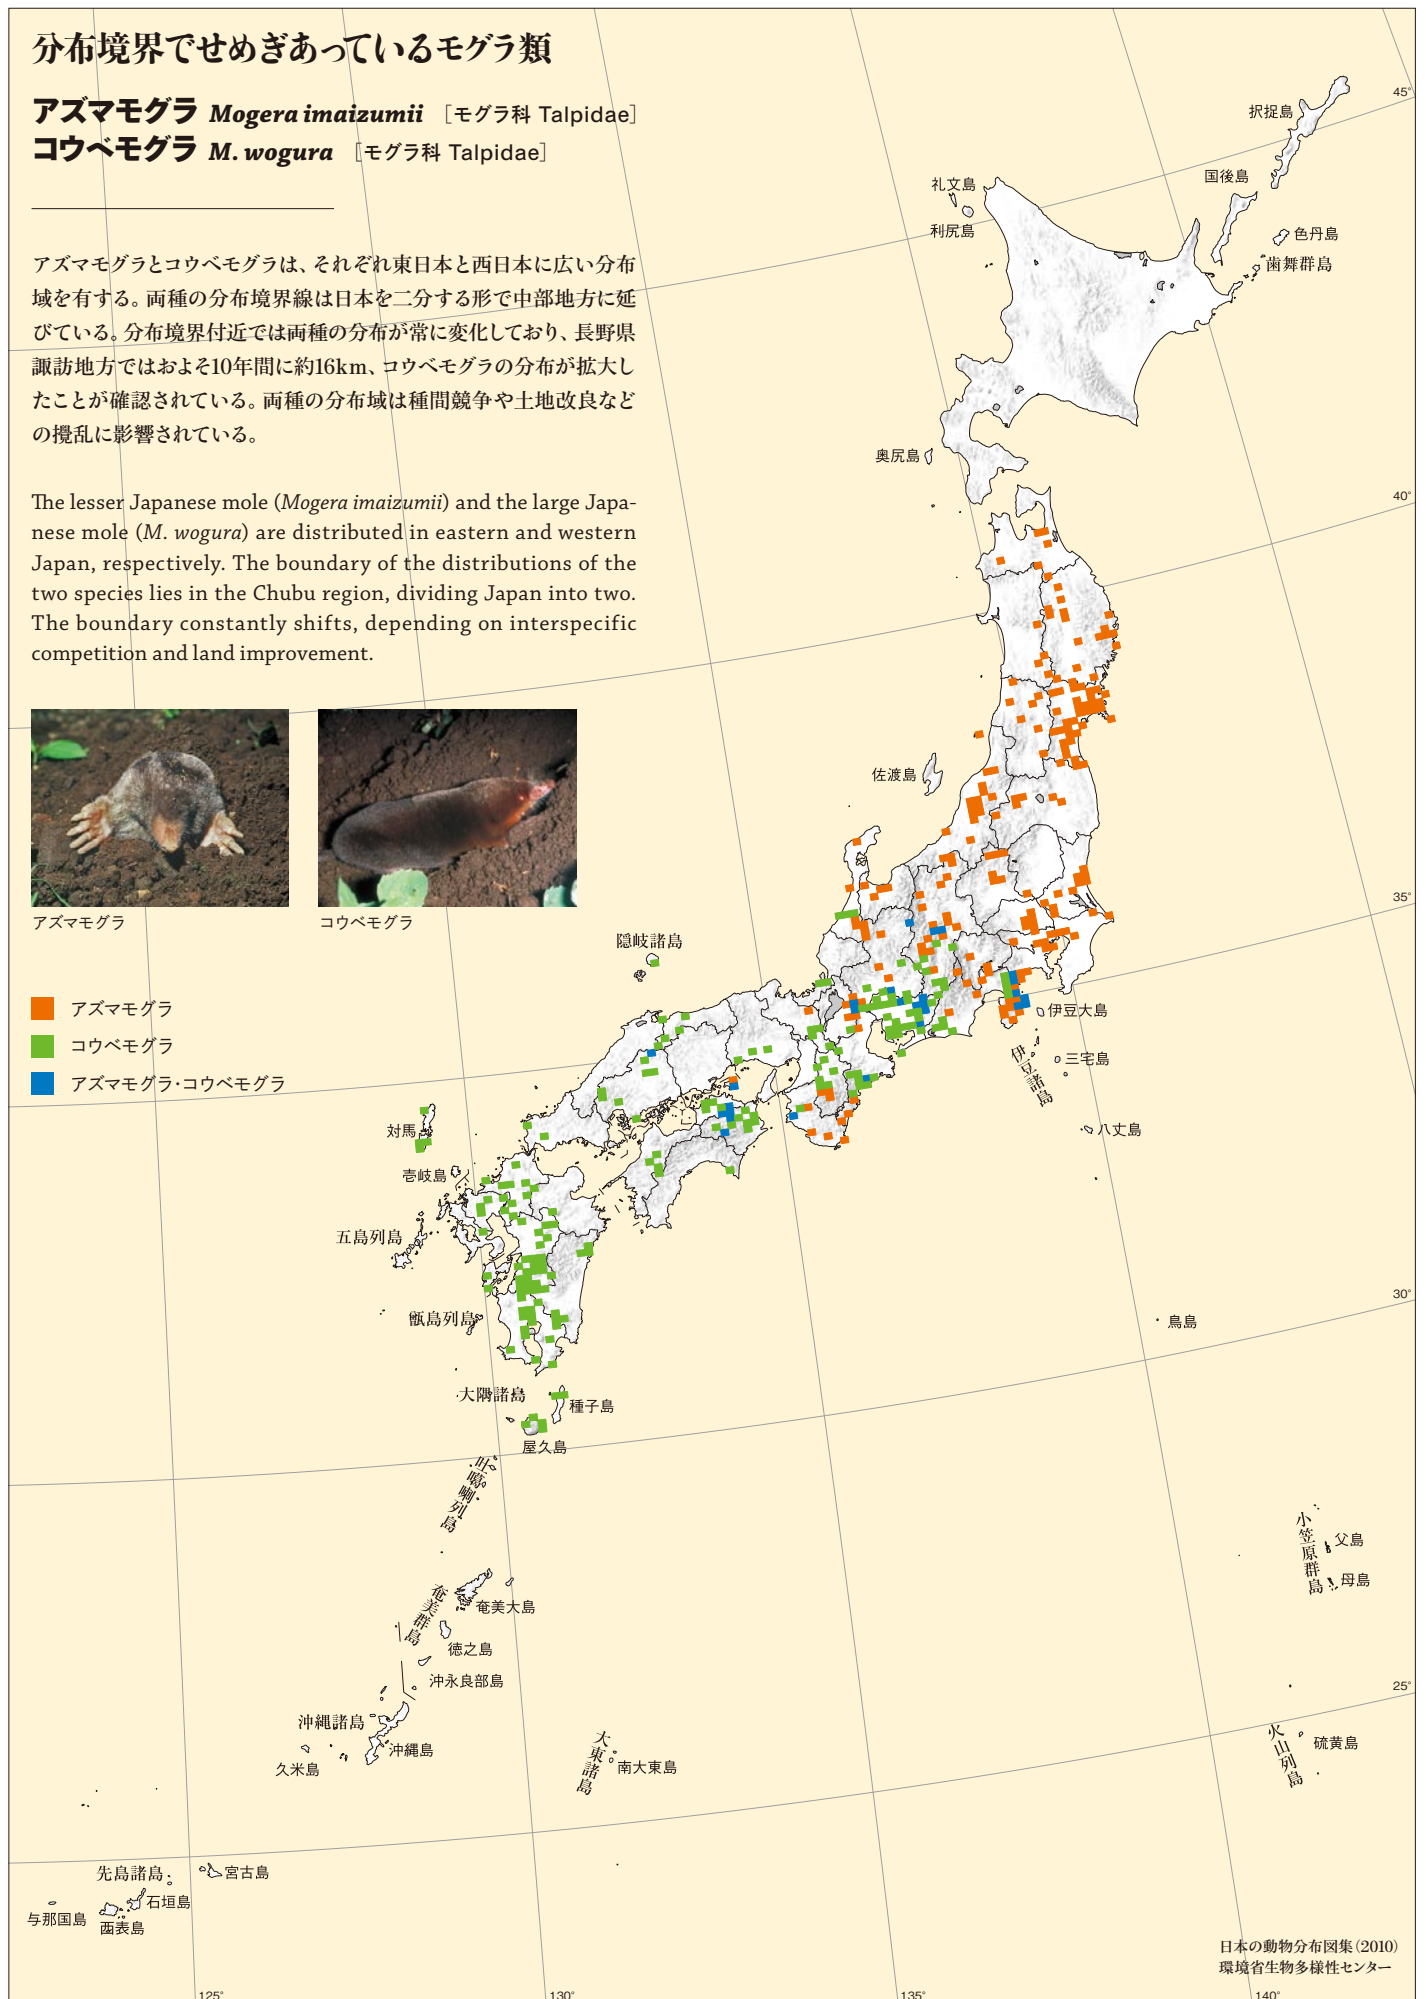 分布境界でせめぎあっているモグラ類
アズマモグラ Mogera imaizumii [モグラ科 Talpidae]
コウベモグラ M. wogura [モグラ科 Talpidae]
アズマモグラとコウベモグラは、それぞれ東日本と西日本に広い分布
域を有する。両種の分布境界線は日本を二分する形で中部地方に延
びている。分布境界付近では両種の分布が常に変化しており、長野県
諏訪地方ではおよそ10年間に約16km、コウベモグラの分布が拡大し
たことが確認されている。両種の分布域は種間競争や土地改良など
の攪乱に影響されている。
The lesser Japanese mole (Mogera imaizumii) and the large Japa-
nese mole (M. wogura) are distributed in eastern and western
Japan, respectively. The boundary of the distributions of the
two species lies in the Chubu region, dividing Japan into two.
The boundary constantly shifts, depending on interspecific
competition and land improvement.
アズマモグラ
コウベモグラ
アズマモグラ
コウベモグラ
アズマモグラ・コウベモグラ
45°
択捉島
国後島
礼文島
利尻島
色丹島
歯舞群島
奥尻島
40°
佐渡島
35°
隠岐諸島
伊豆大島
伊豆諸島
三宅島
八丈島
対馬
壱岐島
五島列島
30°
甑島列島
鳥島
大隅諸島
種子島
屋久島
吐噶喇列島
小笠原群島
父島
母島
奄美群島
奄美大島
徳之島
沖永良部島
25°
沖縄諸島
沖縄島
久米島
大東諸島
南大東島
火山列島
硫黄島
先島諸島
宮古島
石垣島
与那国島
西表島
日本の動物分布図集(2010)
環境省生物多様性センター
125°
130°
135°
140°